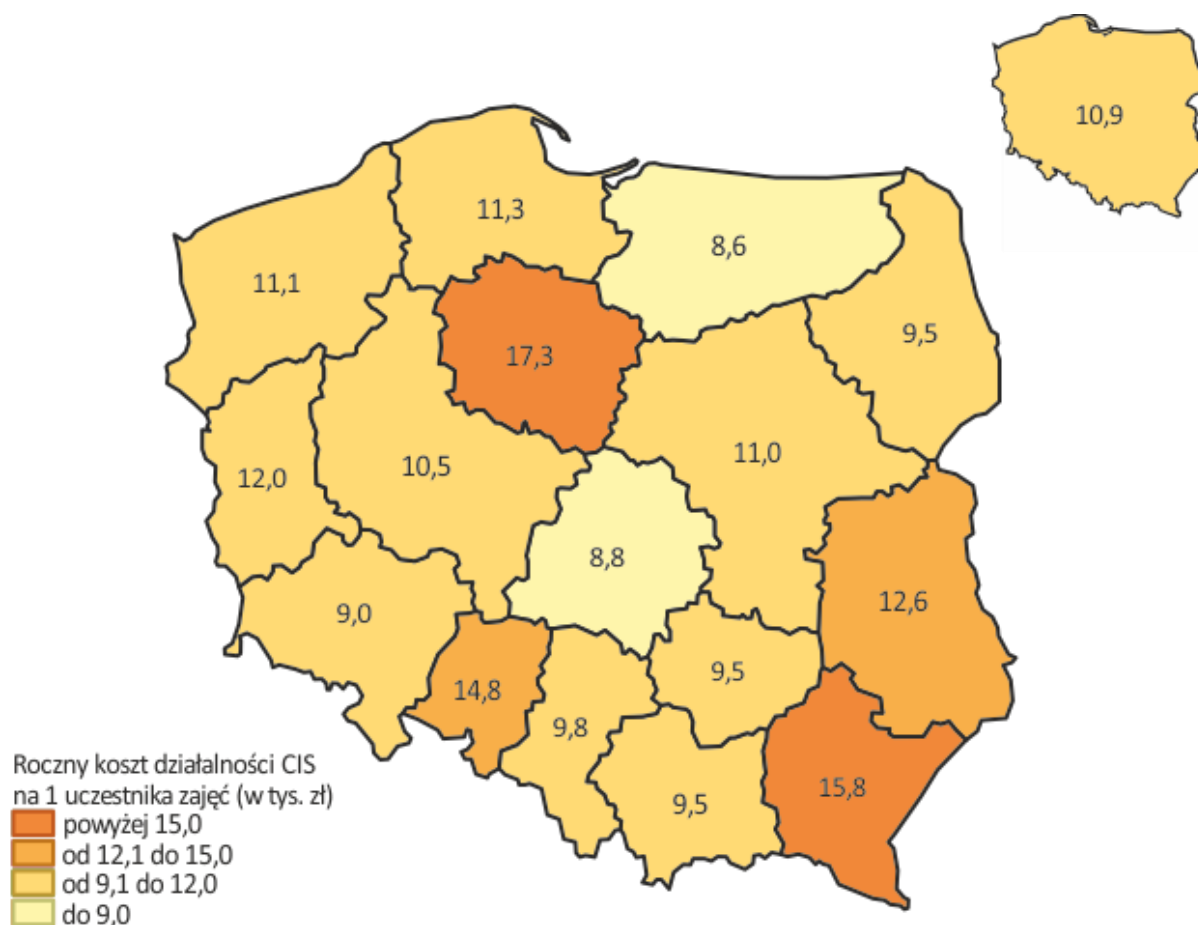 10,9
11,3
8,6
11,1
9,5
17,3
11,0
10,5
12,0
8,8
12,6
9,0
9,5
14,8
9,8
15,8
9,5
Roczny koszt działalności CIS
na 1 uczestnika zajęć (w tys. zł)
powyżej 15,0
od 12,1 do 15,0
od 9,1 do 12,0
do 9,0